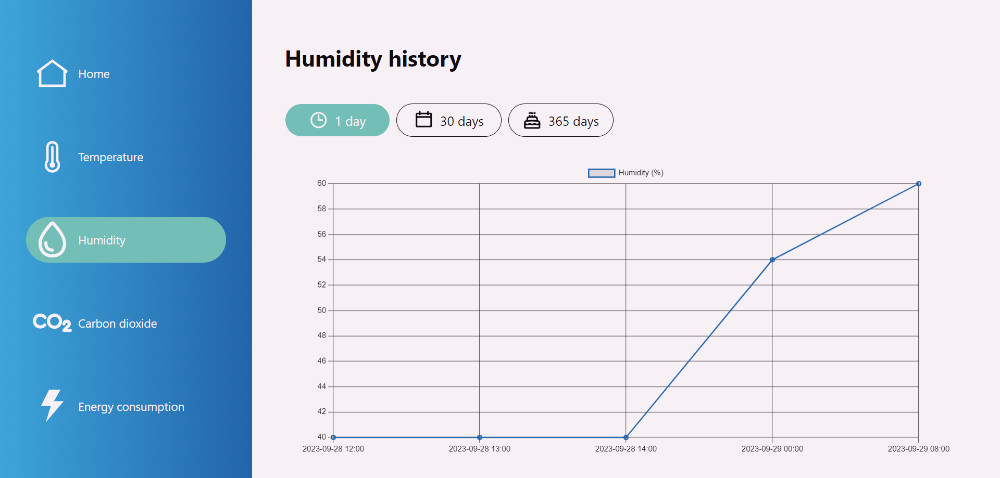 Home
Temperature
Humidity
CO2 Carbon dioxide
Energy consumption
Humidity history
1 day 30 days 365 days
Humidity (%)
60
58
56
54
52
50
48
46
44
42
40
2023-09-28 12:00 2023-09-28 13:00 2023-09-28 14:00 2023-09-29 00:00 2023-09-29 08:00